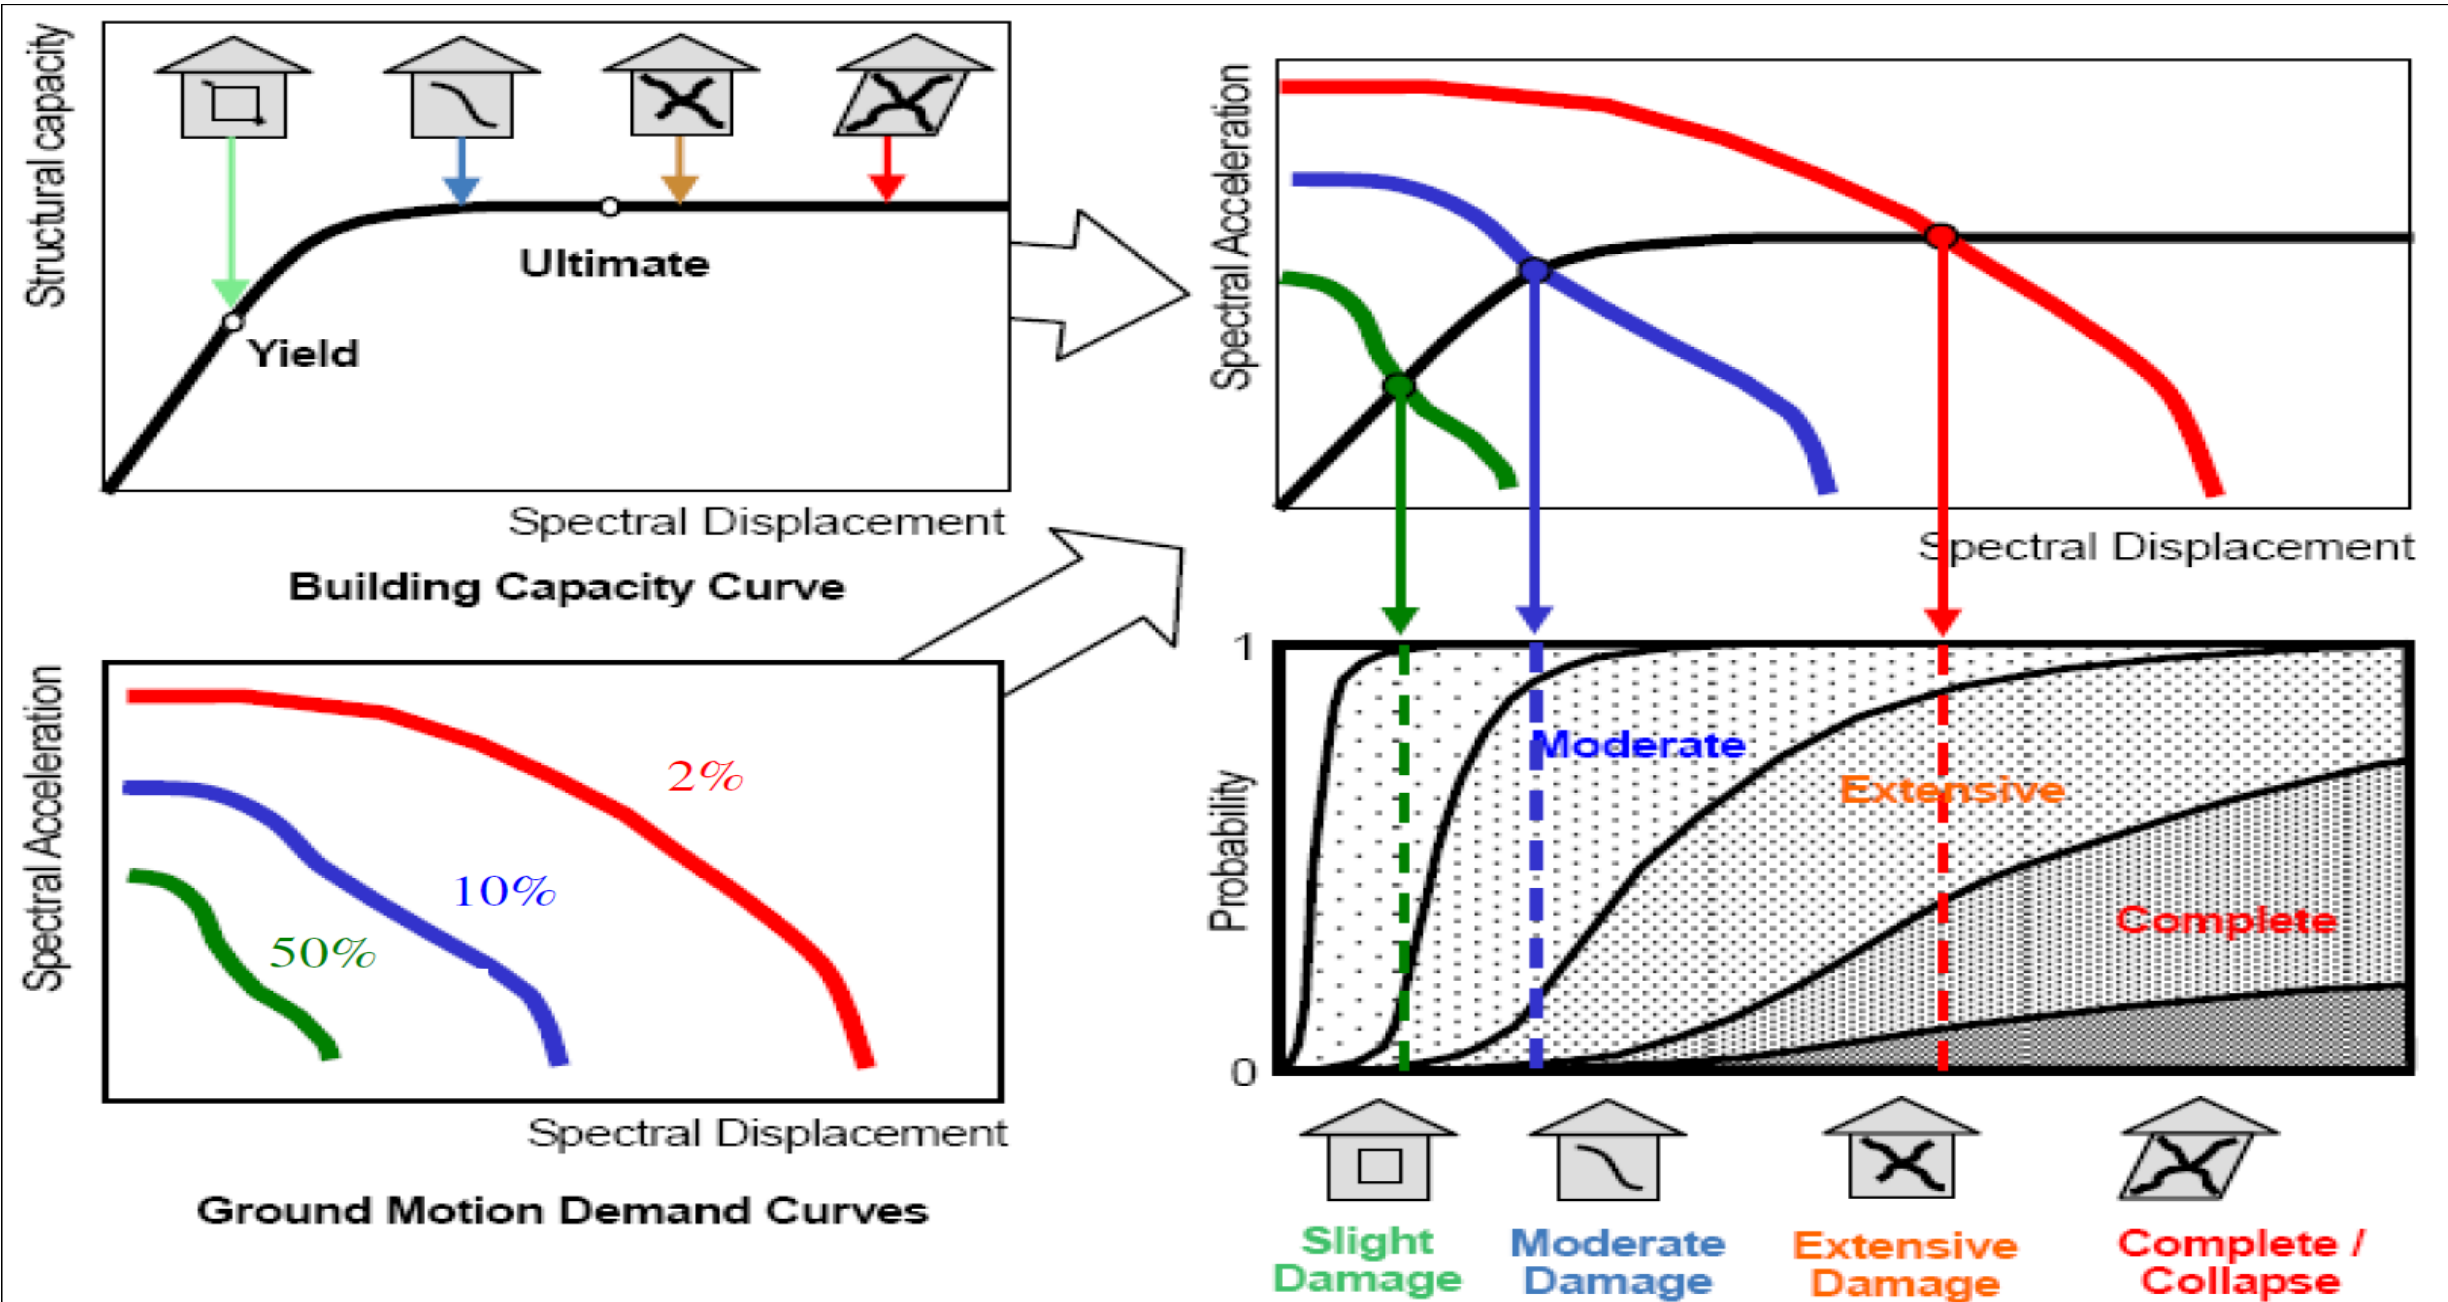 Structural capacity
Yield
Ultimate
Spectral Displacement
Building Capacity Curve
Spectral Acceleration
2%
10%
50%
Spectral Displacement
Ground Motion Demand Curves
Spectral Acceleration
Spectral Displacement
Probability
1
0
Moderate
Extensive
Complete
Slight
Damage
Moderate
Damage
Extensive
Damage
Complete /
Collapse